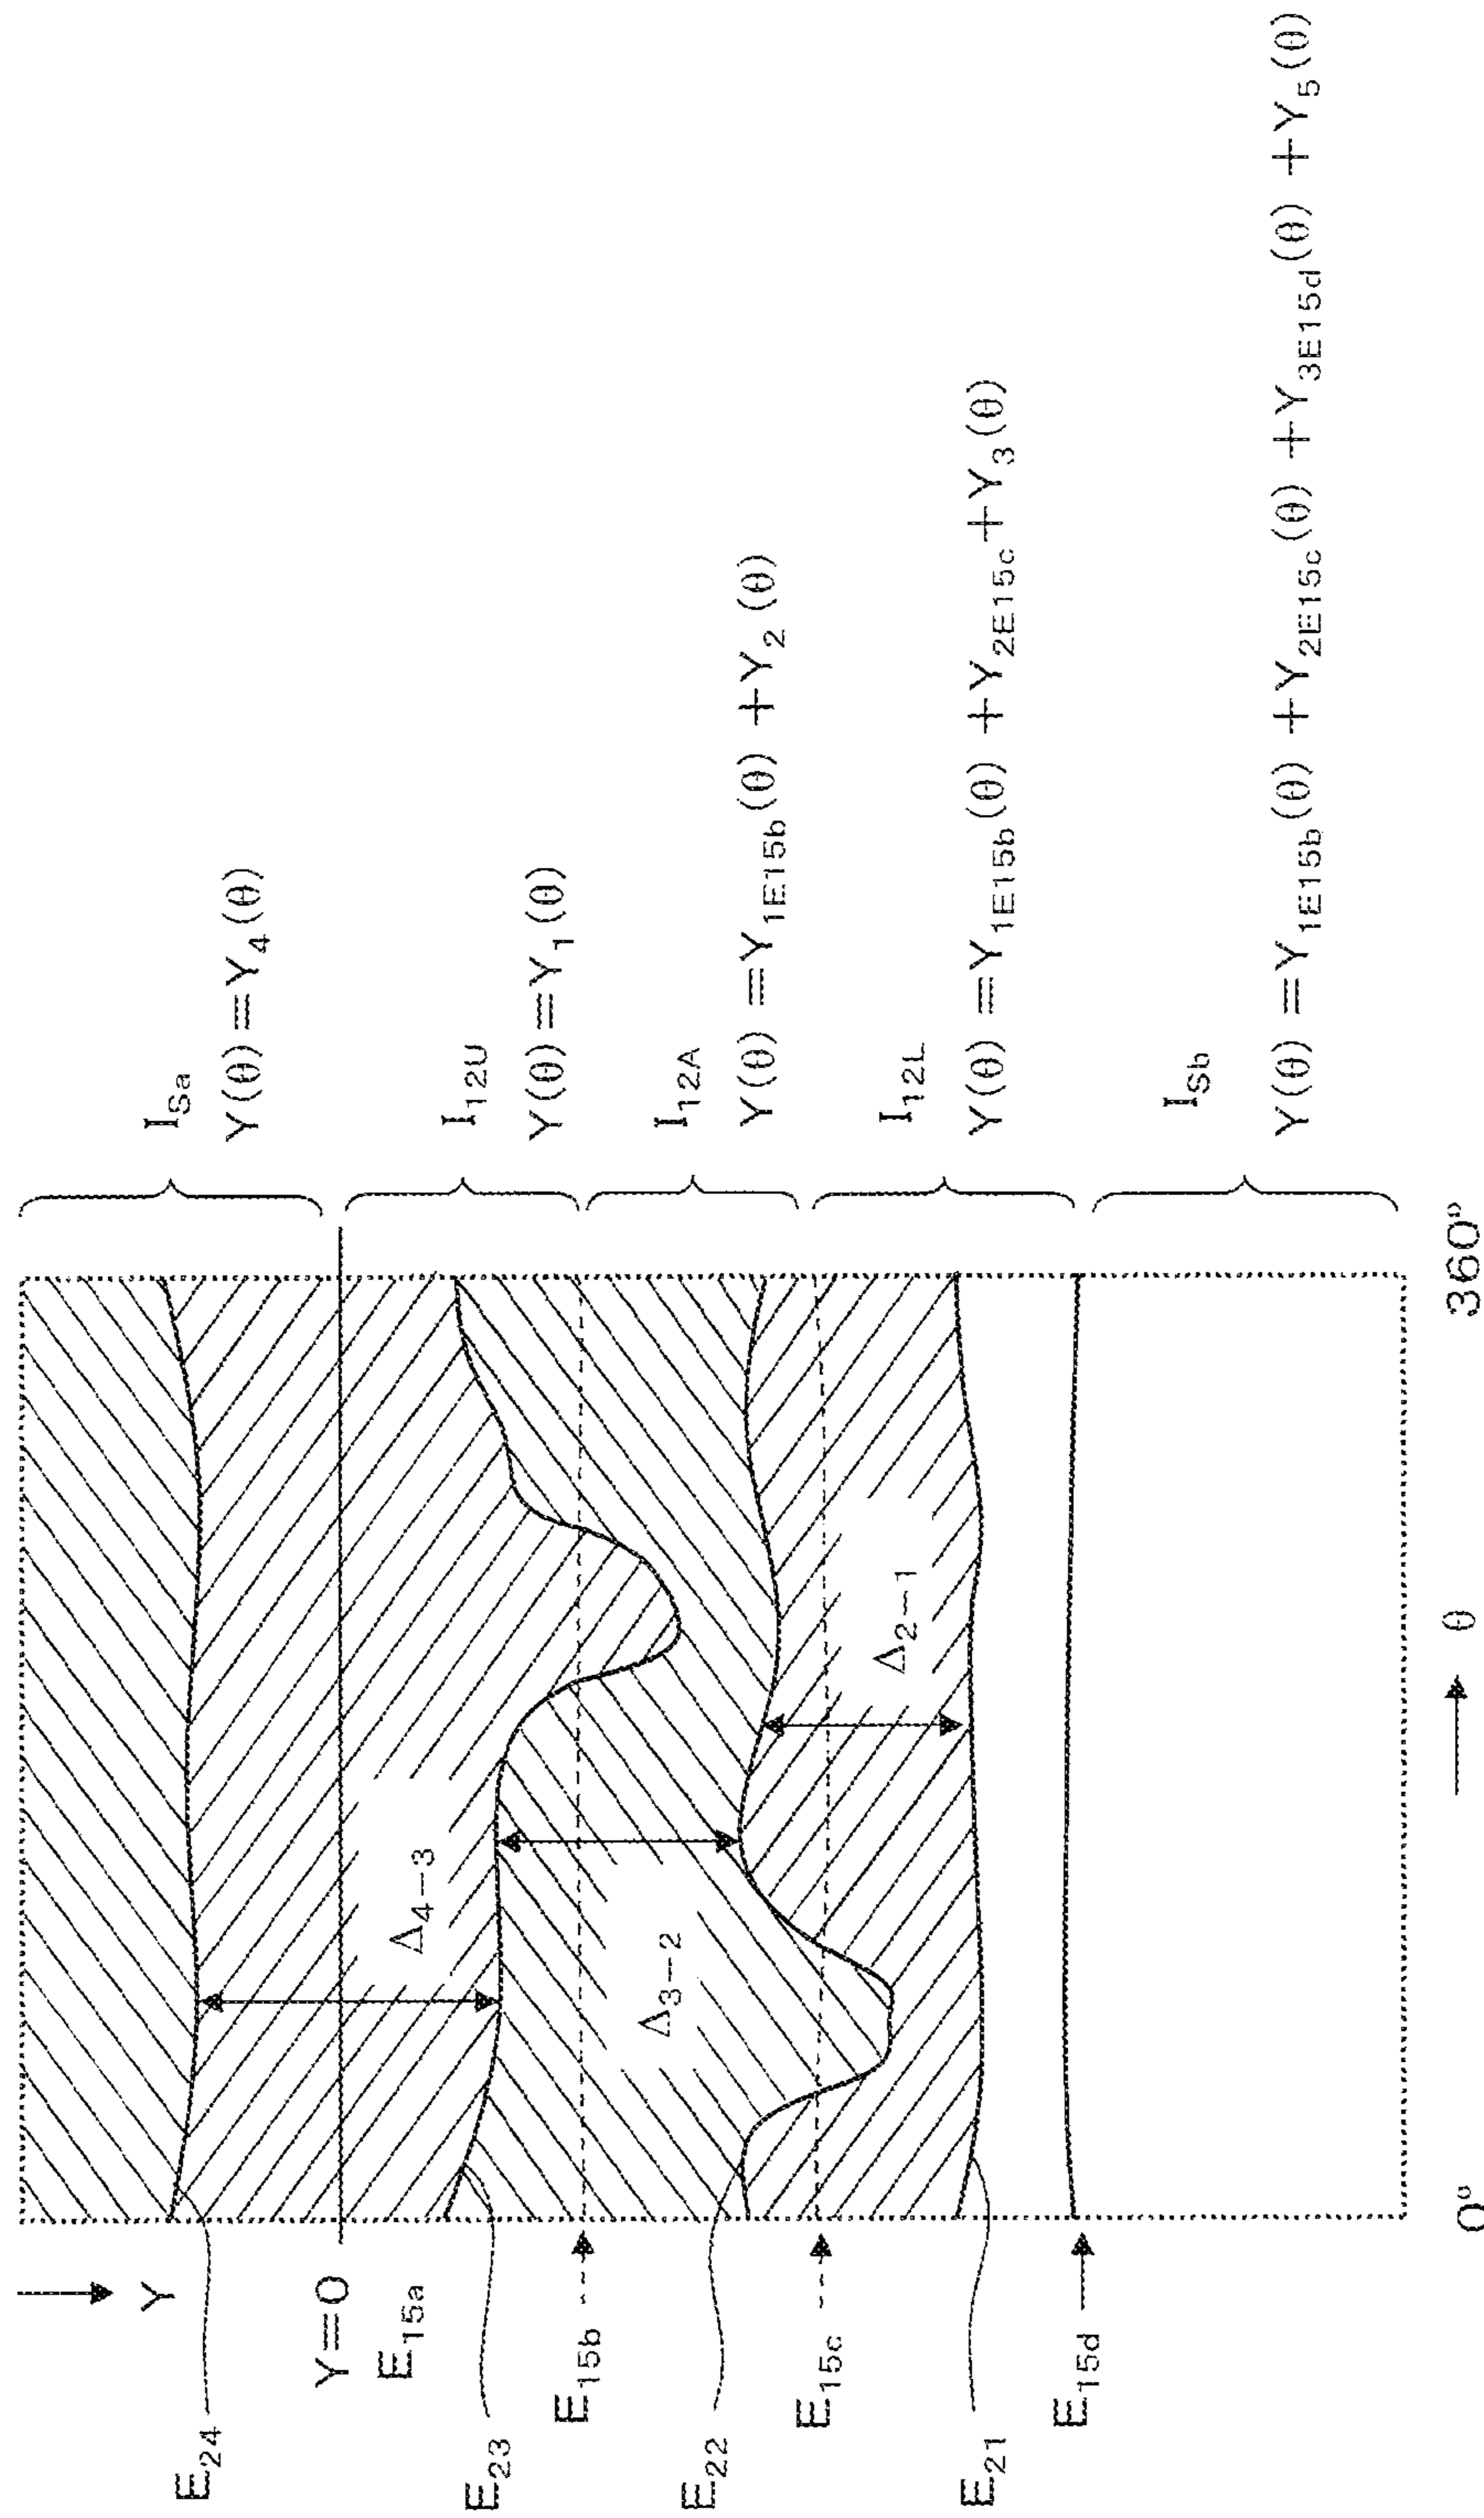 Y
Y=0
E15a
E24
E23
E15b
E22
E15c
E21
E15d
Δ4-3
Δ3-2
Δ2-1
ISa
Y(θ)=Y4(θ)
I12U
Y(θ)=Y1(θ)
I12A
Y(θ)=Y1E15b(θ)+Y2(θ)
I12L
Y(θ)=Y1E15b(θ)+Y2E15c+Y3(θ)
ISb
Y(θ)=Y1E15b(θ)+Y2E15c(θ)+Y3E15d(θ)+Y5(θ)
0° θ 360°